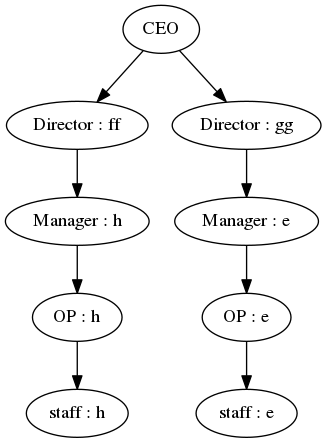 CEO
Director : ff
Director : gg
Manager : h
Manager : e
OP : h
OP : e
staff : h
staff : e